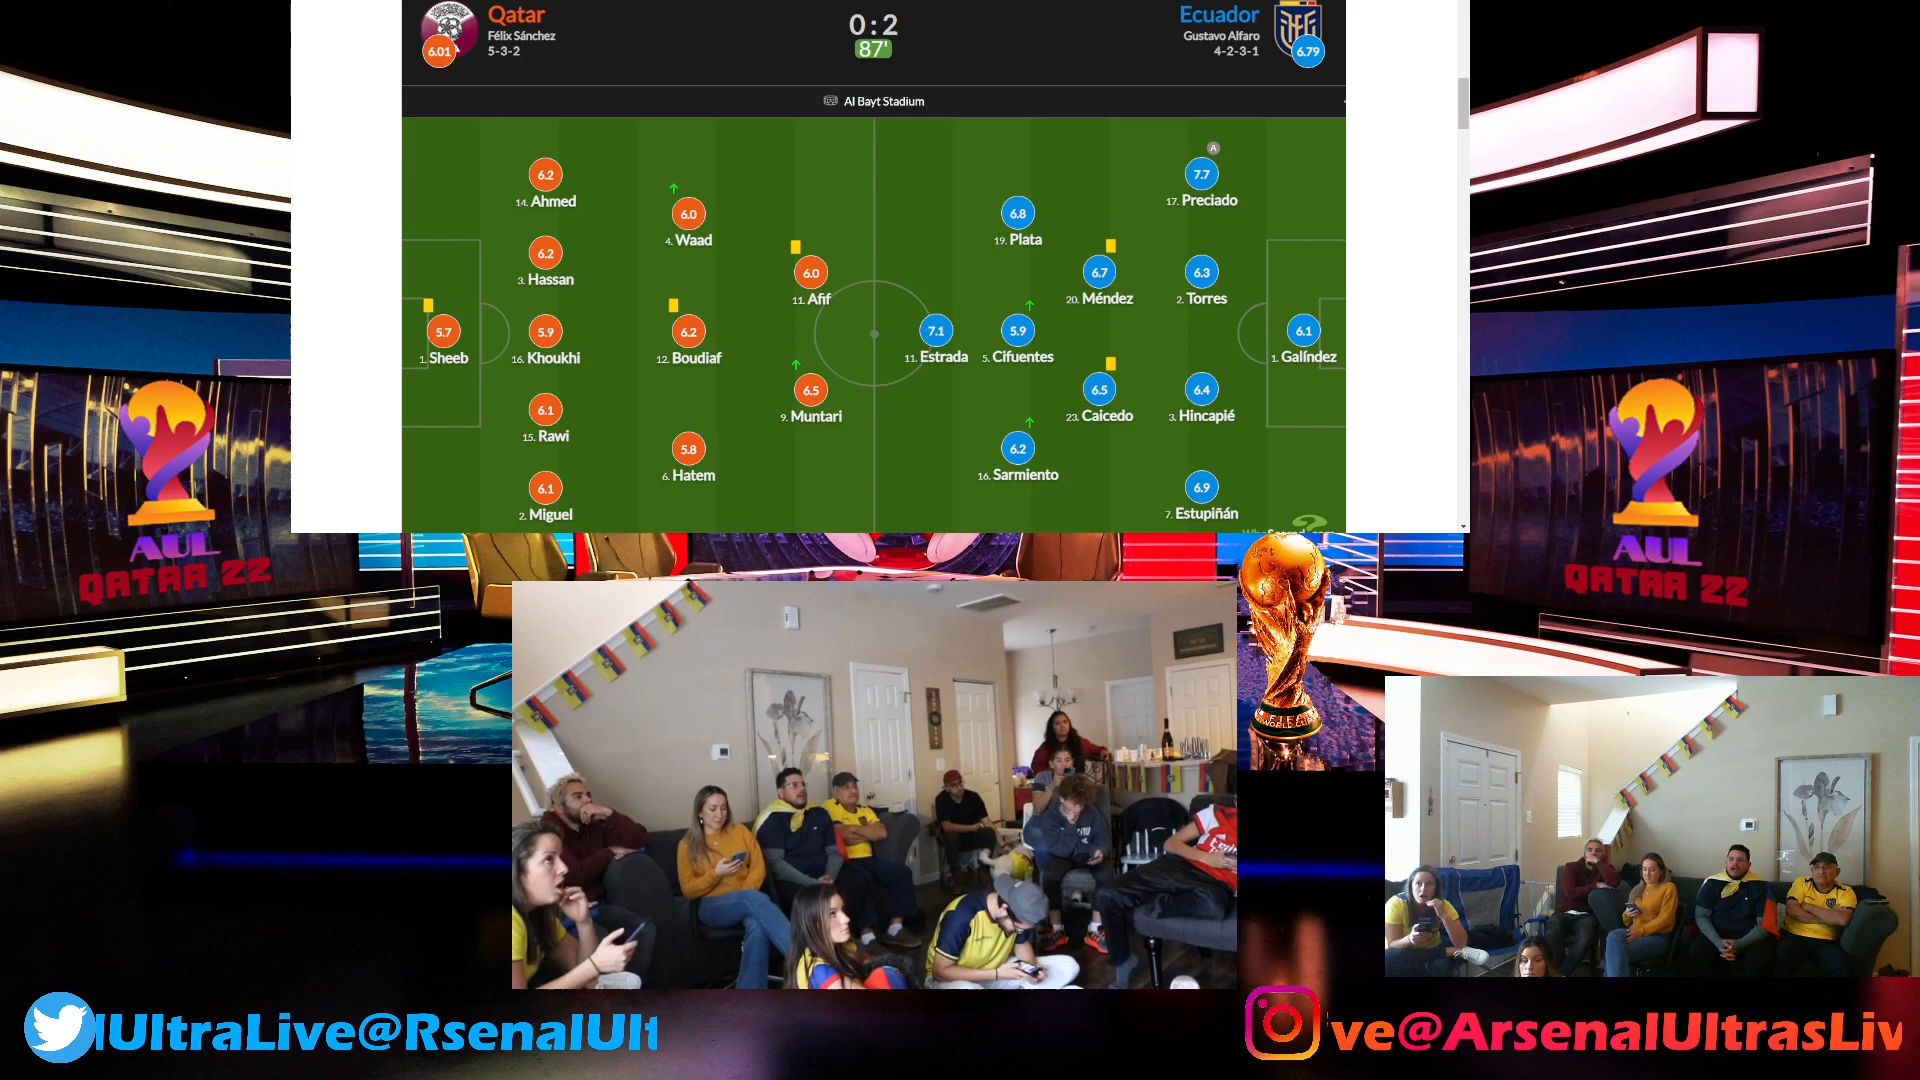 Qatar
Félix Sánchez
5-3-2
6.01
0:2
87'
Ecuador
Gustavo Alfaro
4-2-3-1
6.79
Al Bayt Stadium
6.2
14. Ahmed
6.2
3. Hassan
5.7
1. Sheeb
5.9
16. Khoukhi
6.1
15. Rawi
6.1
2. Miguel
6.0
4. Waad
6.2
12. Boudiaf
5.8
6. Hatem
6.0
11. Afif
6.5
9. Muntari
7.1
11. Estrada
6.8
19. Plata
5.9
5. Cifuentes
6.2
16. Sarmiento
6.7
20. Méndez
6.5
23. Caicedo
A
7.7
17. Preciado
6.3
2. Torres
6.4
3. Hincapié
6.9
7. Estupiñán
6.1
1. Galíndez
AUL
QATAR 22
AUL
QATAR 22
FIFA
WORLD CUP
lUltraLive@RsenalUlt
ve@ArsenalUltrasLiv